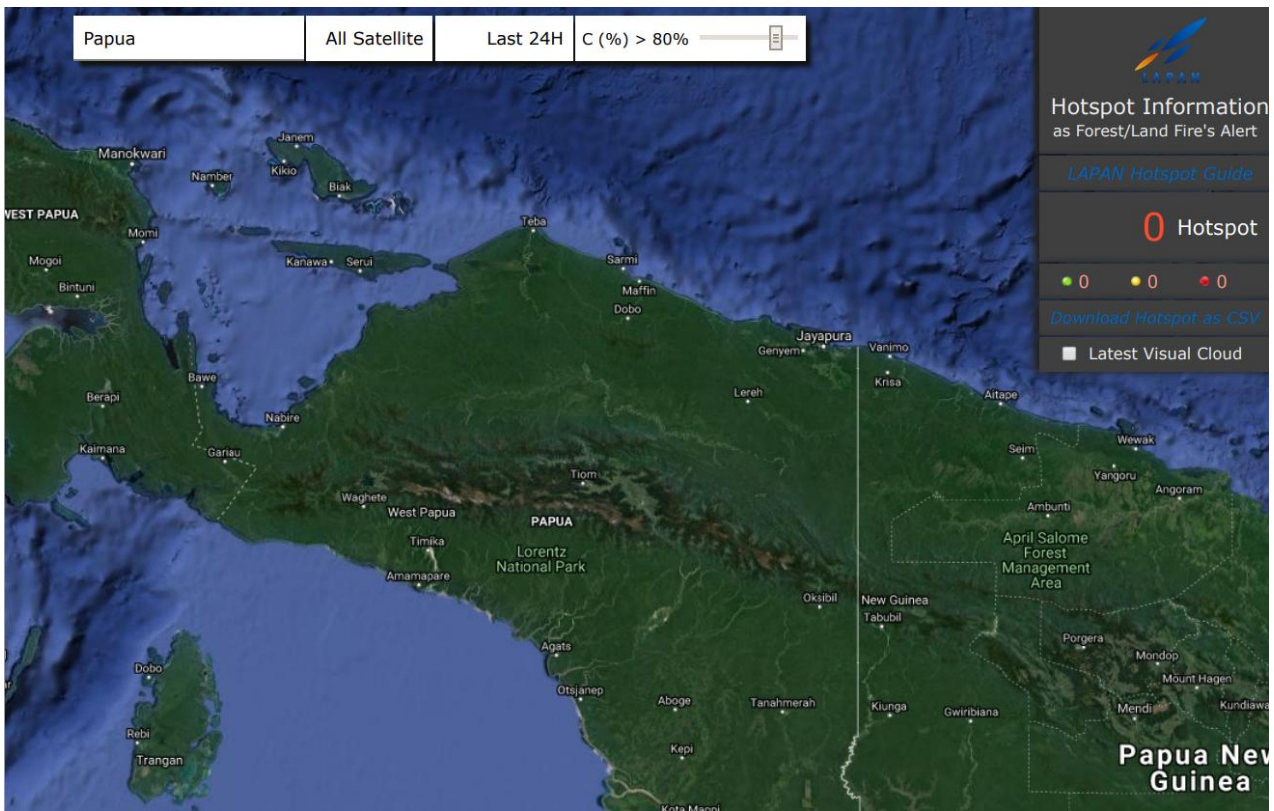 Papua
All Satellite
Last 24H
C (%) > 80%
LAPAN
Hotspot Information
as Forest/Land Fire's Alert
LAPAN Hotspot Guide
0 Hotspot
0 0 0
Download Hotspot as CSV
Latest Visual Cloud
Janem
Manokwari
Kikio
Namber
Biak
WEST PAPUA
Teba
Momi
Mogoi
Kanawa
Serui
Sarmi
Bintuni
Maffin
Dobo
Jayapura
Genyem
Vanimo
Bawe
Krisa
Berapi
Lereh
Aitape
Nabire
Kaimana
Gariau
Seim
Wewak
Tiom
Yangoru
Waghete
Angoram
West Papua
PAPUA
Ambunti
Timika
Lorentz
National Park
April Salome
Forest
Management
Area
Amamapare
Oksibil
New Guinea
Tabubil
Agats
Porgera
Mondop
Dobo
Mount Hagen
Otsjanep
Aboge
Tanahmerah
Kiunga
Gwiribiana
Mendi
Kundiawa
Rebi
Kepi
Trangan
Papua New
Guinea
Kota Mappi